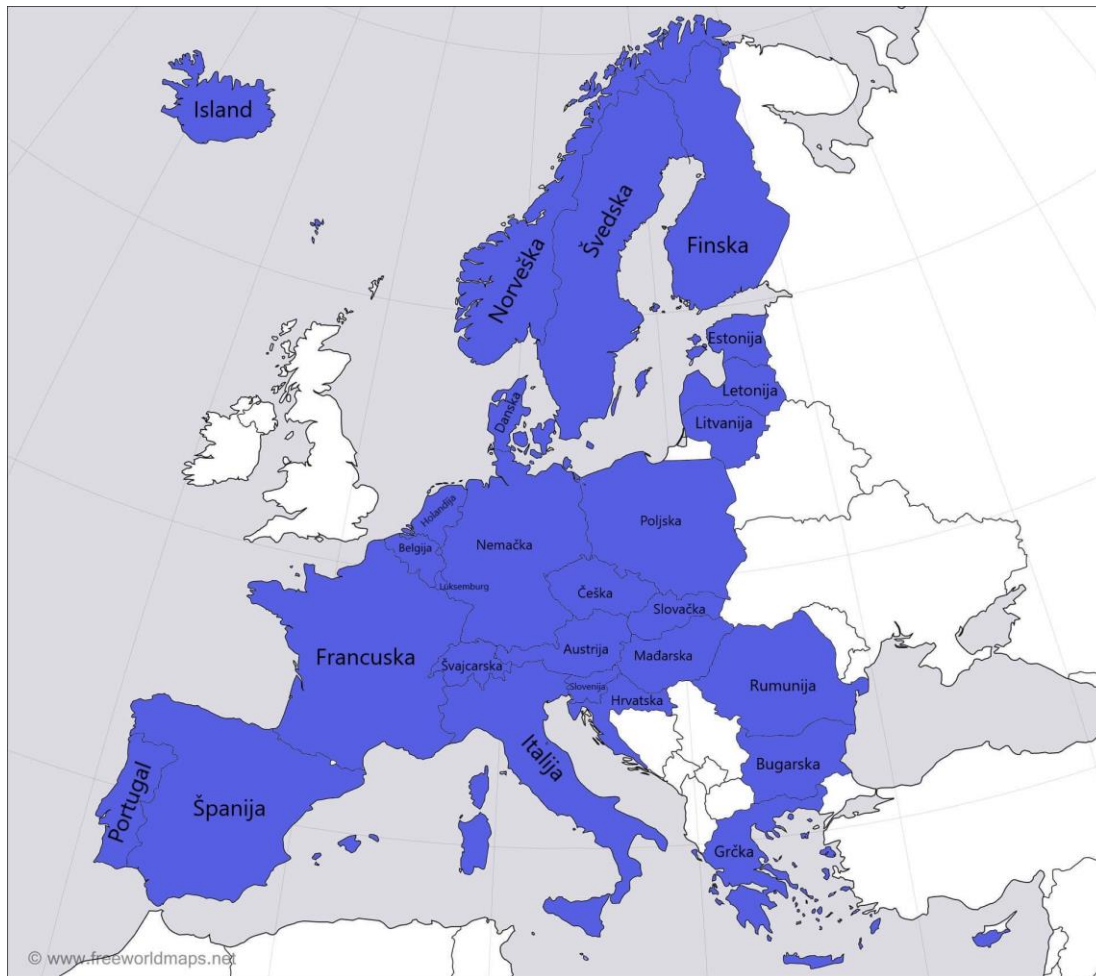 Island
Švedska
Norveška
Finska
Estonija
Letonija
Litvanija
Danska
Holandija
Poljska
Belgija
Nemačka
Luksemburg
Češka
Slovačka
Austrija
Mađarska
Francuska
Švajcarska
Slovenija
Rumunija
Hrvatska
Italija
Bugarska
Portugal
Španija
Grčka
© www.freeworldmaps.net